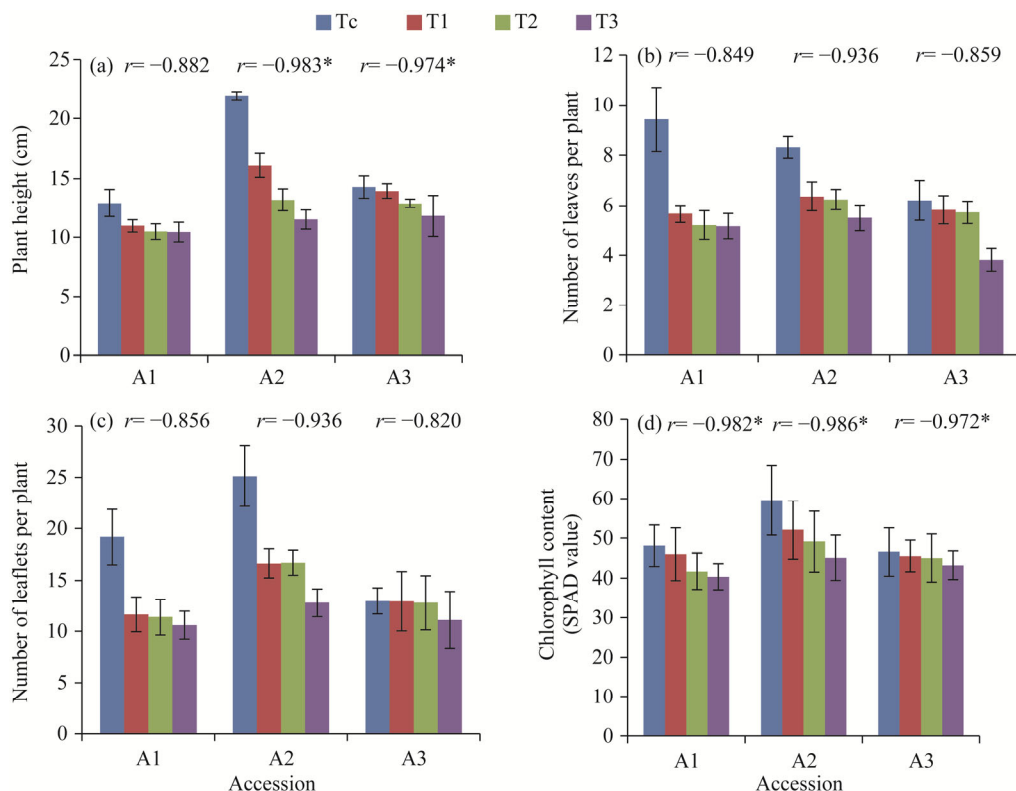 Tc T1 T2 T3
(a) r= −0.882 r= −0.983* r= −0.974*
25
20
15
10
5
0
Plant height (cm)
A1 A2 A3
(b) r= −0.849 r= −0.936 r= −0.859
12
10
8
6
4
2
0
Number of leaves per plant
A1 A2 A3
(c) r= −0.856 r= −0.936 r= −0.820
30
25
20
15
10
5
0
Number of leaflets per plant
A1 A2 A3
Accession
(d) r= −0.982* r= −0.986* r= −0.972*
80
70
60
50
40
30
20
10
0
Chlorophyll content
(SPAD value)
A1 A2 A3
Accession